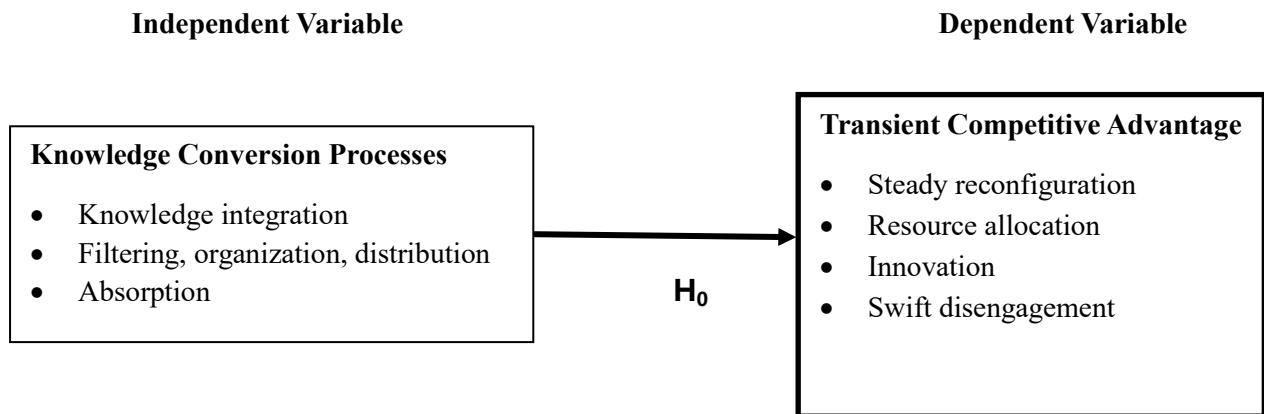 Independent Variable
Dependent Variable
Knowledge Conversion Processes
• Knowledge integration
• Filtering, organization, distribution
• Absorption
H₀
Transient Competitive Advantage
• Steady reconfiguration
• Resource allocation
• Innovation
• Swift disengagement